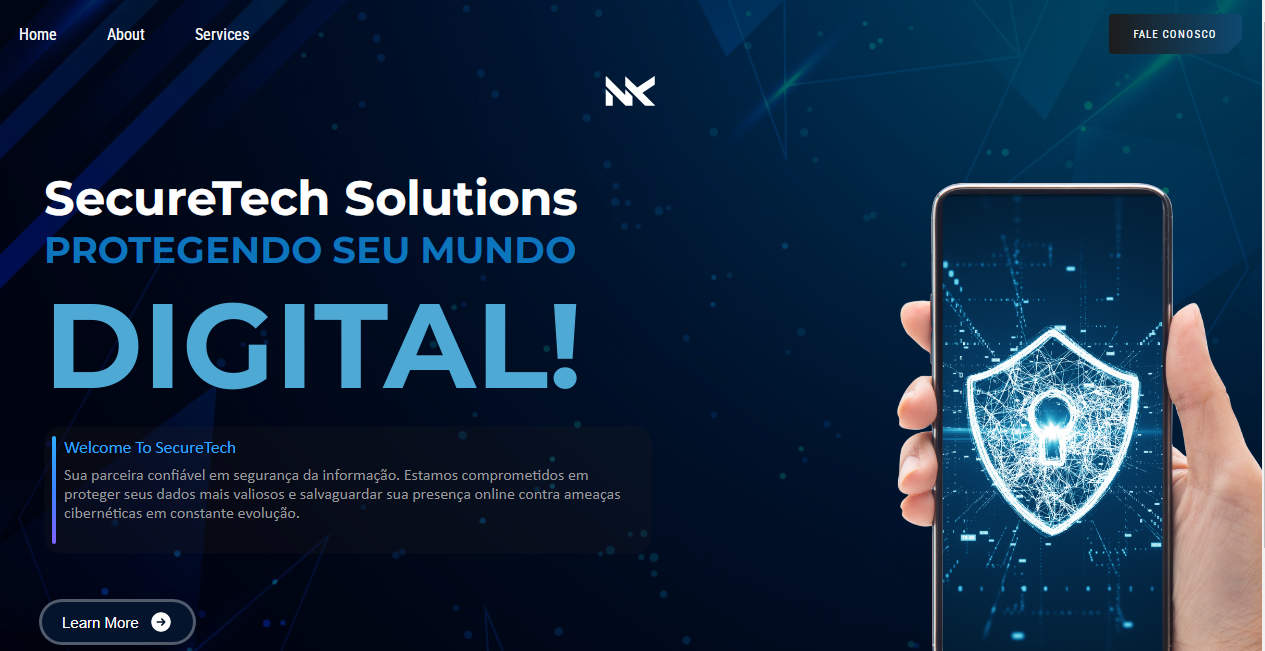 Home About Services FALE CONOSCO
NK
SecureTech Solutions
PROTEGENDO SEU MUNDO
DIGITAL!
Welcome To SecureTech
Sua parceira confiável em segurança da informação. Estamos comprometidos em
proteger seus dados mais valiosos e salvaguardar sua presença online contra ameaças
cibernéticas em constante evolução.
Learn More